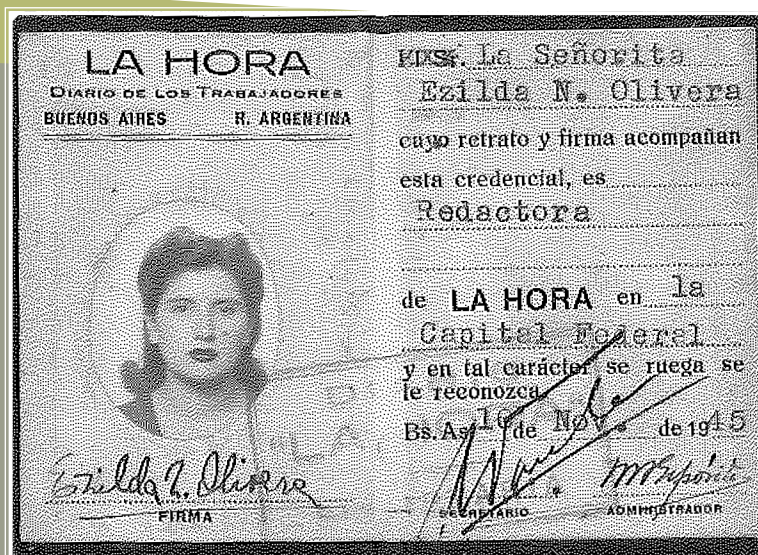 LA HORA
DIARIO DE LOS TRABAJADORES
BUENOS AIRES R. ARGENTINA
Ezilda N. Olivera
FIRMA
La Señorita
Ezilda N. Olivera
cuyo retrato y firma acompañan
esta credencial, es
Redactora
de LA HORA en la
Capital Federal
y en tal carácter se ruega se
le reconozca.
Bs. As. 16 de Nov. de 1945
SECRETARIO ADMINISTRADOR